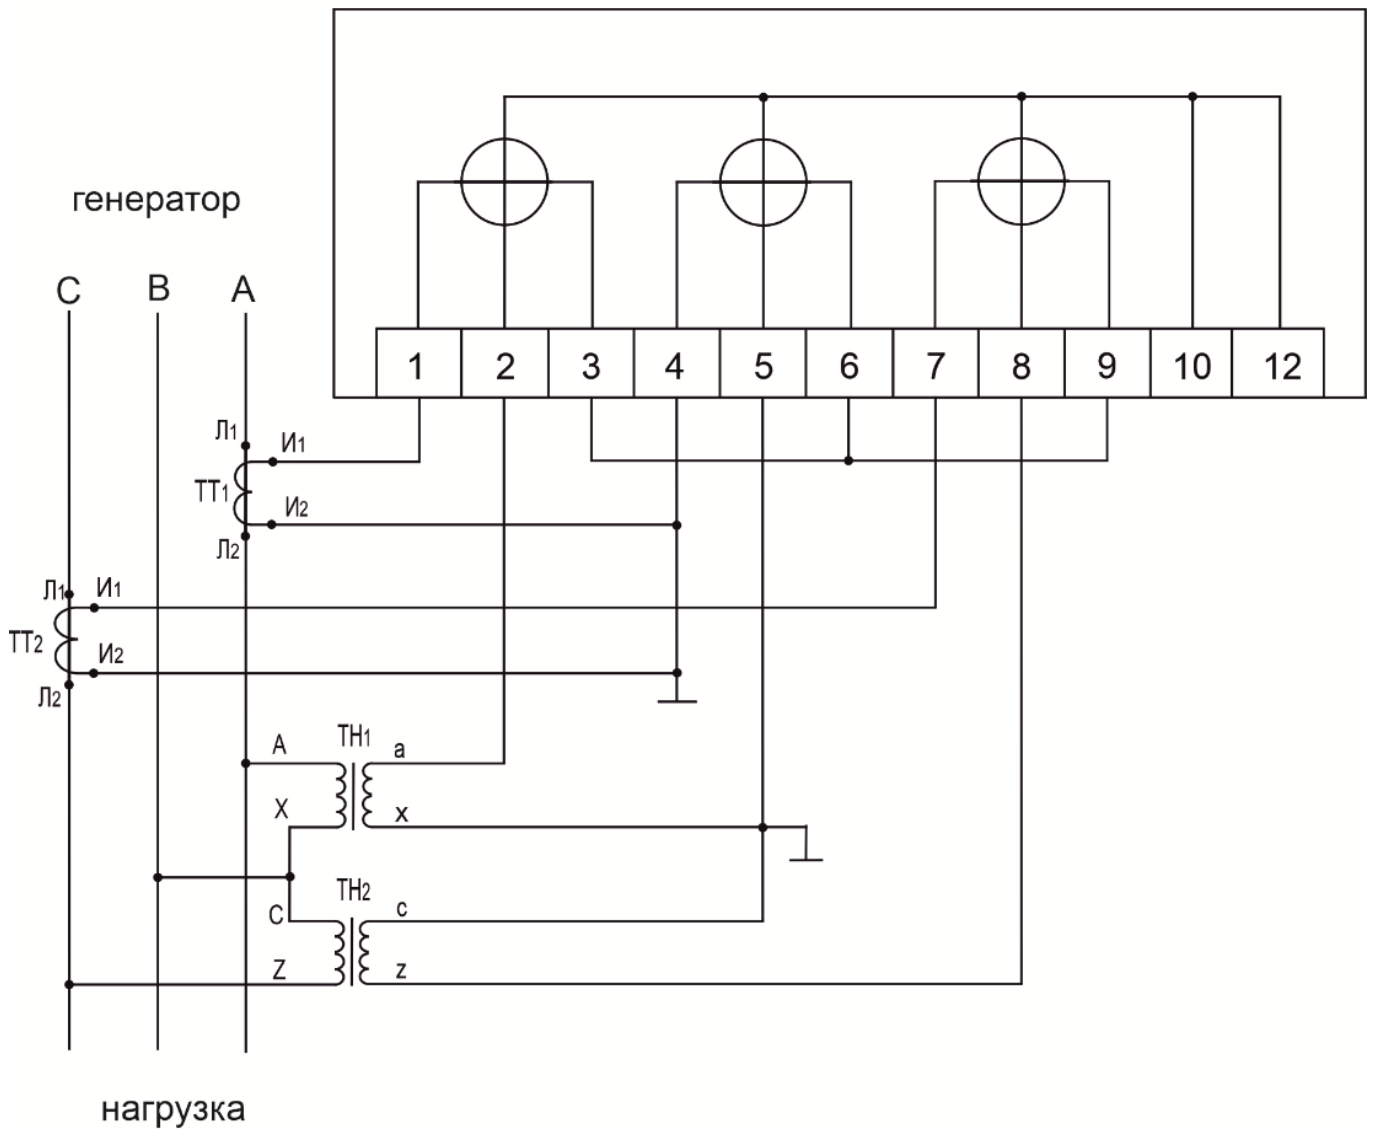 генератор
C B A
1 2 3 4 5 6 7 8 9 10 12
Л1 И1
ТТ1
И2
Л2
Л1 И1
ТТ2
И2
Л2
A ТН1 a
X x
ТН2
C c
Z z
нагрузка